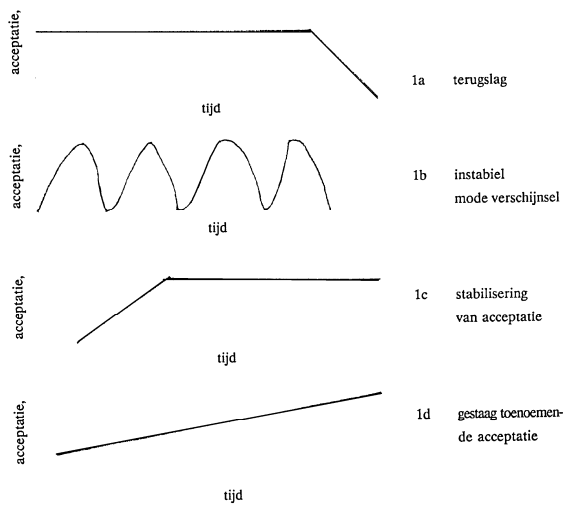 acceptatie,
1a terugslag
tijd
acceptatie,
1b instabiel
mode verschijnsel
tijd
acceptatie,
1c stabilisering
van acceptatie
tijd
acceptatie,
1d gestaag toenoemen-
de acceptatie
tijd